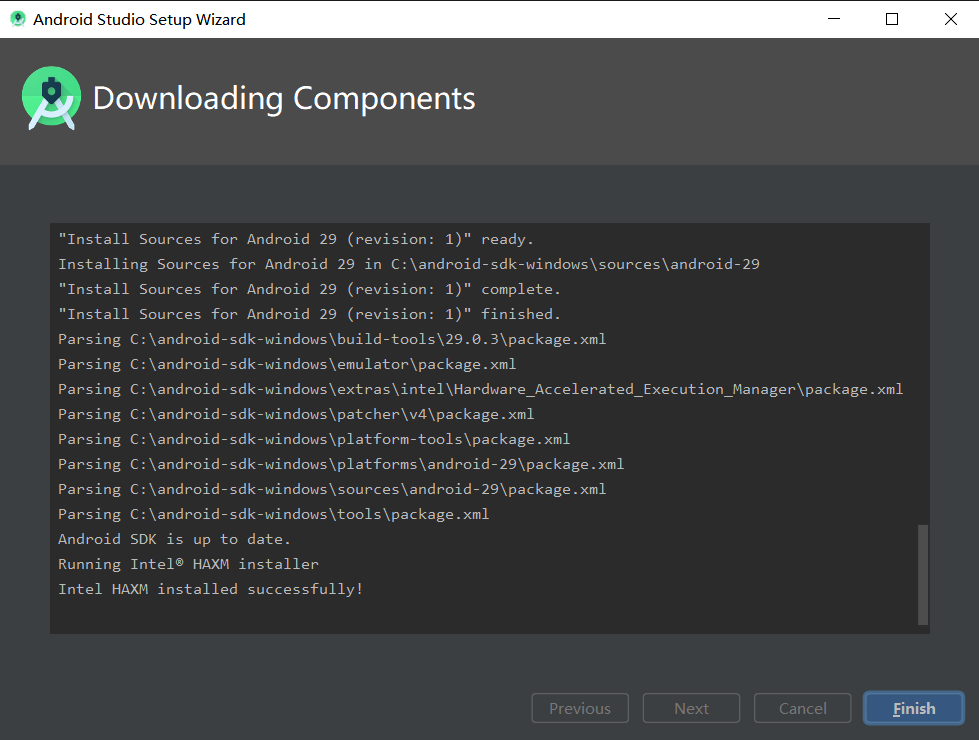 Android Studio Setup Wizard
Downloading Components
"Install Sources for Android 29 (revision: 1)" ready.
Installing Sources for Android 29 in C:\android-sdk-windows\sources\android-29
"Install Sources for Android 29 (revision: 1)" complete.
"Install Sources for Android 29 (revision: 1)" finished.
Parsing C:\android-sdk-windows\build-tools\29.0.3\package.xml
Parsing C:\android-sdk-windows\emulator\package.xml
Parsing C:\android-sdk-windows\extras\intel\Hardware_Accelerated_Execution_Manager\package.xml
Parsing C:\android-sdk-windows\patcher\v4\package.xml
Parsing C:\android-sdk-windows\platform-tools\package.xml
Parsing C:\android-sdk-windows\platforms\android-29\package.xml
Parsing C:\android-sdk-windows\sources\android-29\package.xml
Parsing C:\android-sdk-windows\tools\package.xml
Android SDK is up to date.
Running Intel® HAXM installer
Intel HAXM installed successfully!
Previous Next Cancel Finish